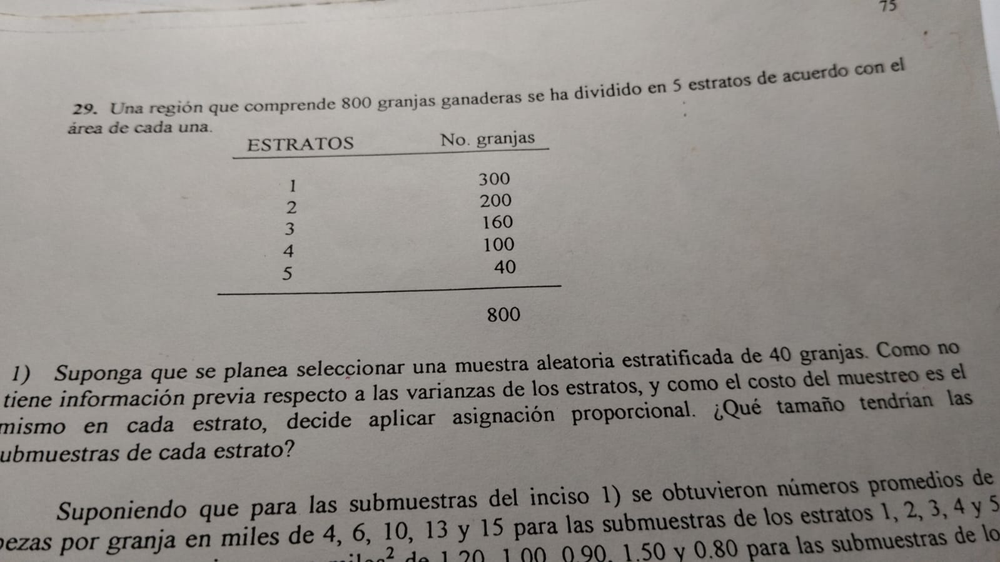 75
29. Una región que comprende 800 granjas ganaderas se ha dividido en 5 estratos de acuerdo con el
área de cada una.
ESTRATOS No. granjas
1 300
2 200
3 160
4 100
5 40
800
1) Suponga que se planea seleccionar una muestra aleatoria estratificada de 40 granjas. Como no
tiene información previa respecto a las varianzas de los estratos, y como el costo del muestreo es el
mismo en cada estrato, decide aplicar asignación proporcional. ¿Qué tamaño tendrían las
ubmuestras de cada estrato?
Suponiendo que para las submuestras del inciso 1) se obtuvieron números promedios de
bezas por granja en miles de 4, 6, 10, 13 y 15 para las submuestras de los estratos 1, 2, 3, 4 y 5
2 de 1.20, 1.00, 0.90, 1.50 y 0.80 para las submuestras de lo